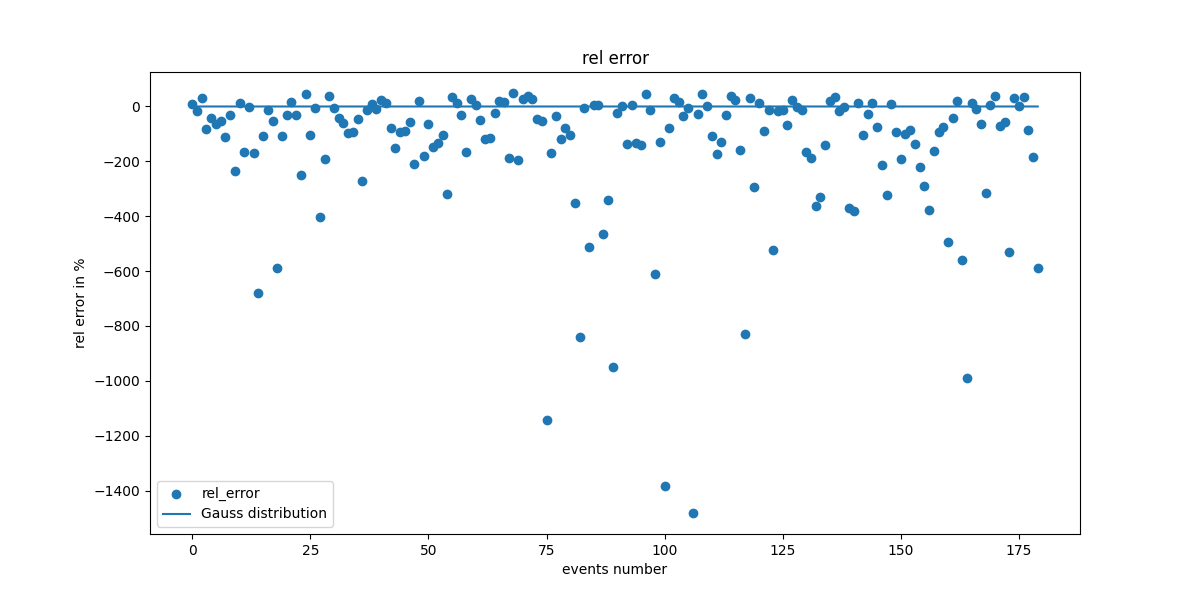 rel error
rel error in %
0
−200
−400
−600
−800
−1000
−1200
−1400
rel_error
Gauss distribution
0 25 50 75 100 125 150 175
events number